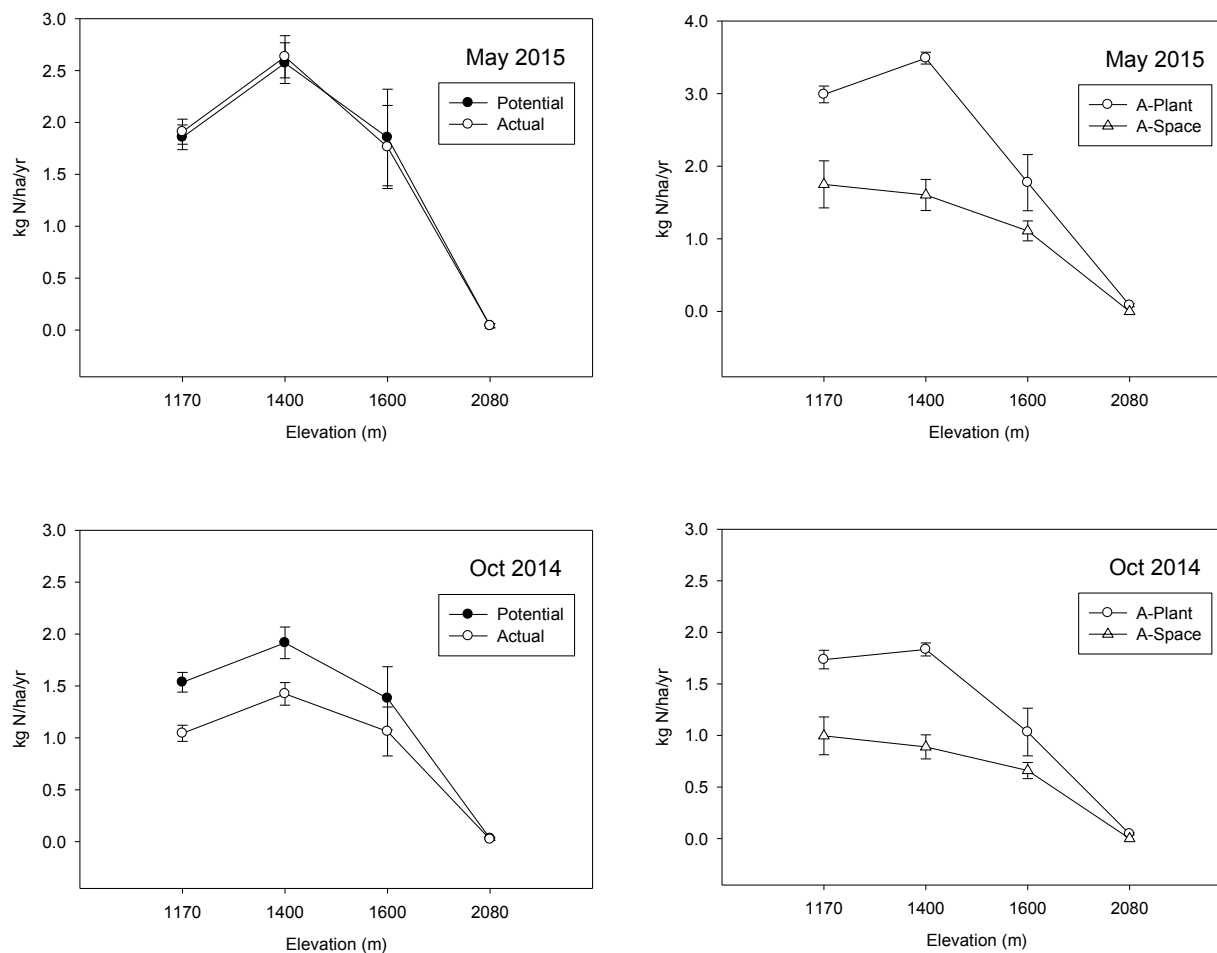 3.0
2.5
2.0
1.5
1.0
0.5
0.0
kg N/ha/yr
May 2015
Potential
Actual
1170 1400 1600 2080
Elevation (m)
4.0
3.0
2.0
1.0
0.0
kg N/ha/yr
May 2015
A-Plant
A-Space
1170 1400 1600 2080
Elevation (m)
3.0
2.5
2.0
1.5
1.0
0.5
0.0
kg N/ha/yr
Oct 2014
Potential
Actual
1170 1400 1600 2080
Elevation (m)
3.0
2.5
2.0
1.5
1.0
0.5
0.0
kg N/ha/yr
Oct 2014
A-Plant
A-Space
1170 1400 1600 2080
Elevation (m)